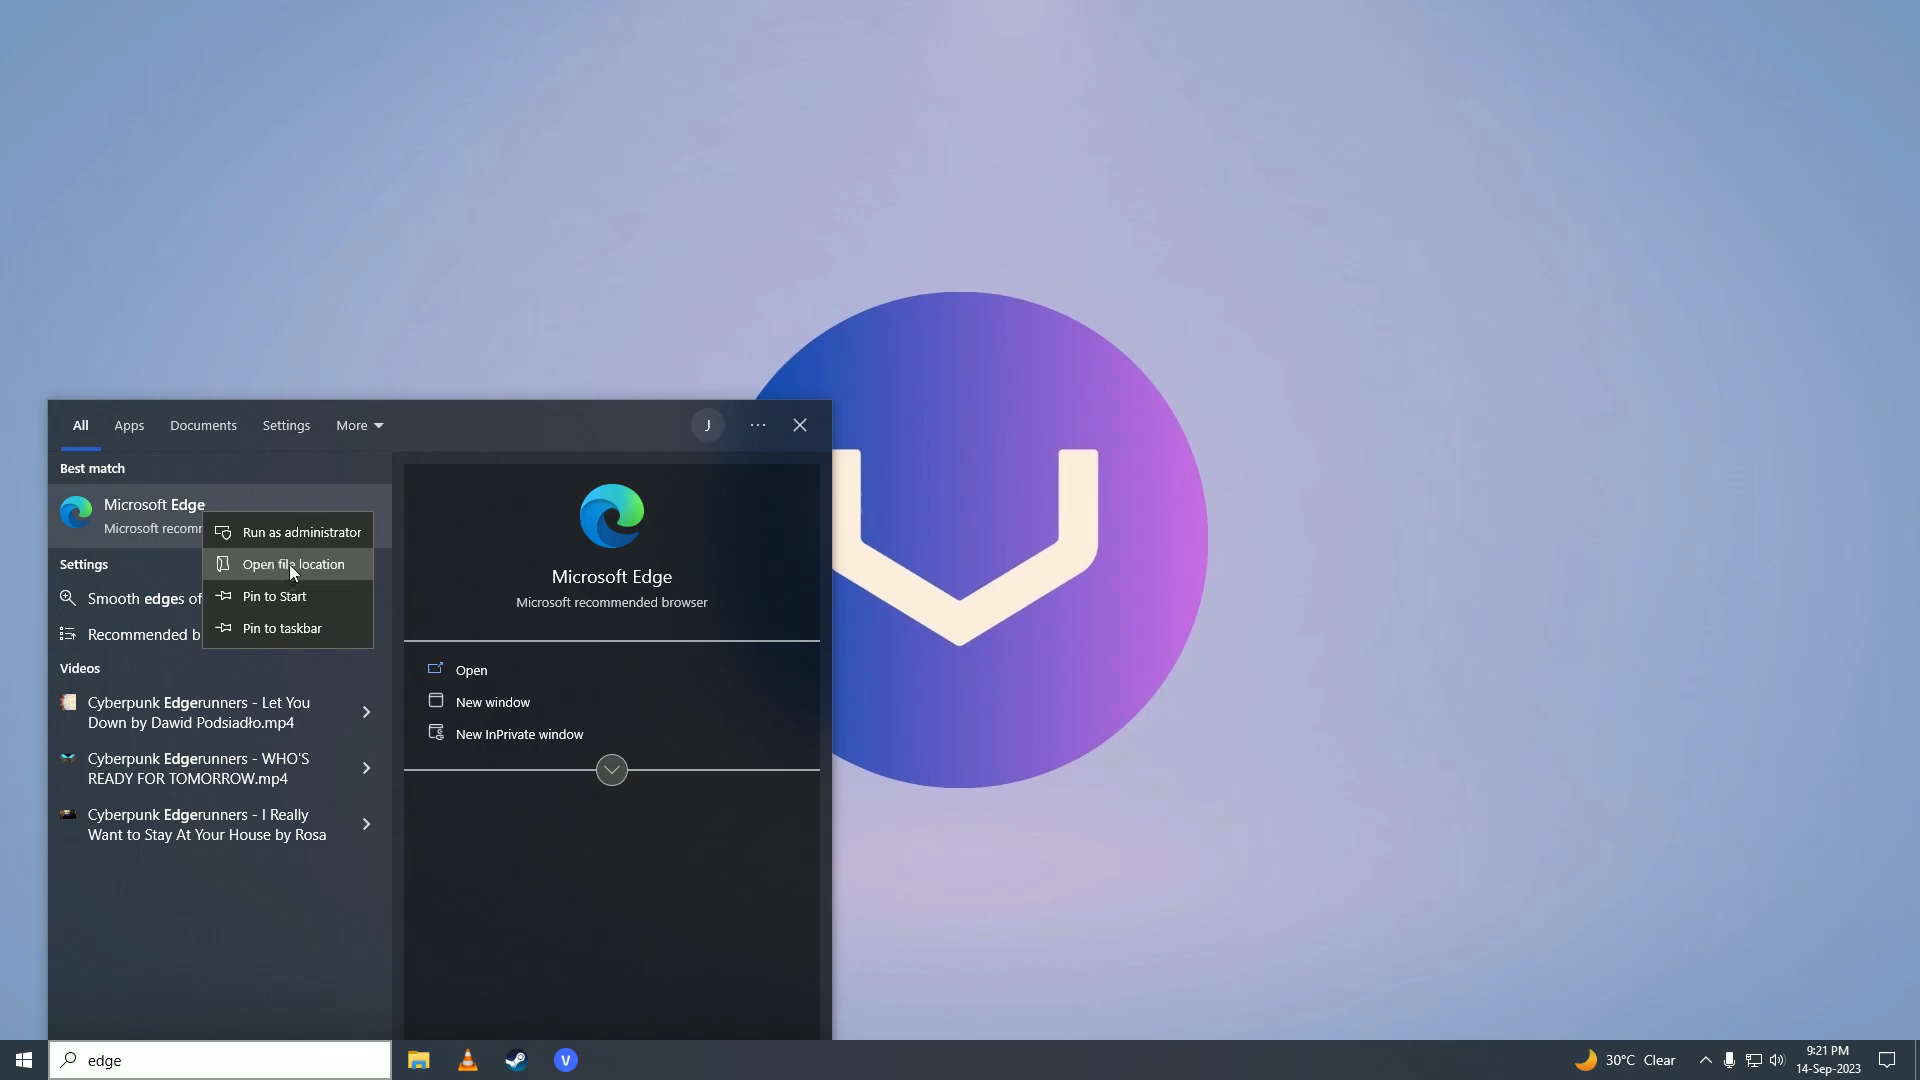 All
Apps
Documents
Settings
More
J
Best match
Microsoft Edge
Microsoft recom
Run as administrator
Open file location
Pin to Start
Pin to taskbar
Settings
Smooth edges of
Recommended b
Videos
Cyberpunk Edgerunners - Let You
Down by Dawid Podsiadło.mp4
Cyberpunk Edgerunners - WHO'S
READY FOR TOMORROW.mp4
Cyberpunk Edgerunners - I Really
Want to Stay At Your House by Rosa
Microsoft Edge
Microsoft recommended browser
Open
New window
New InPrivate window
edge
V
30°C Clear
9:21 PM
14-Sep-2023